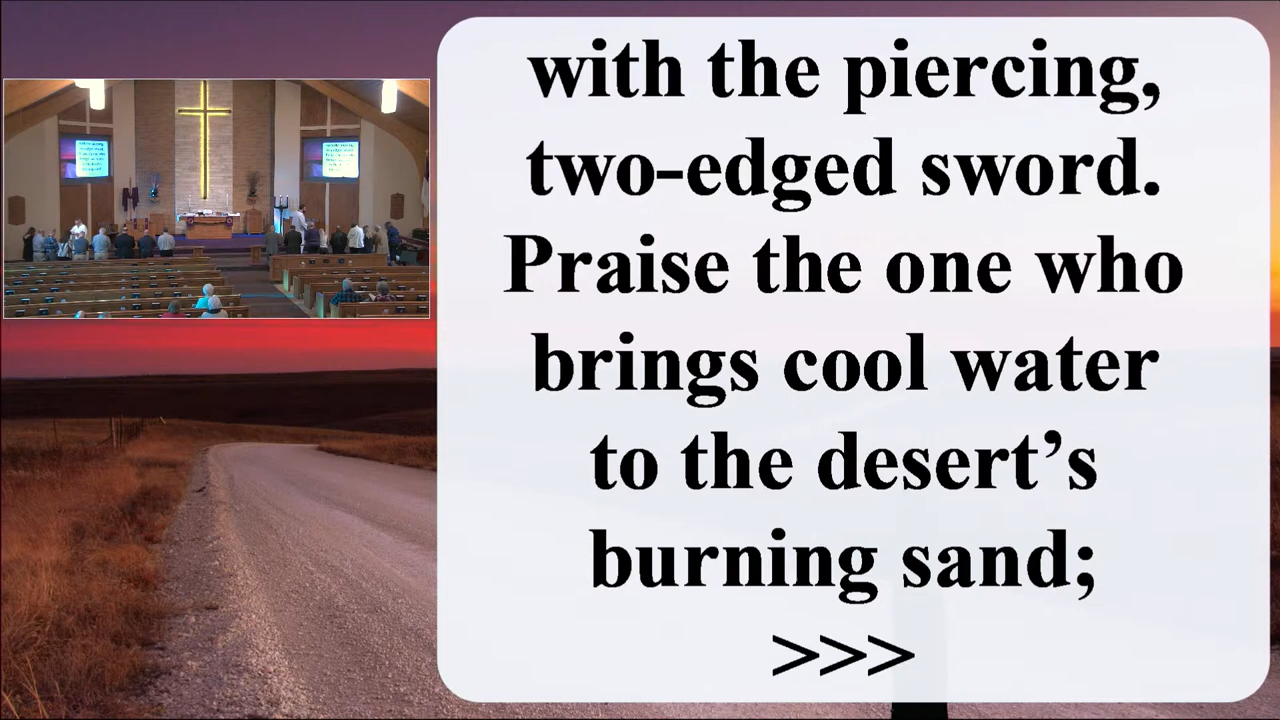 with the piercing,
two-edged sword.
Praise the one who
brings cool water
to the desert’s
burning sand;
>>>